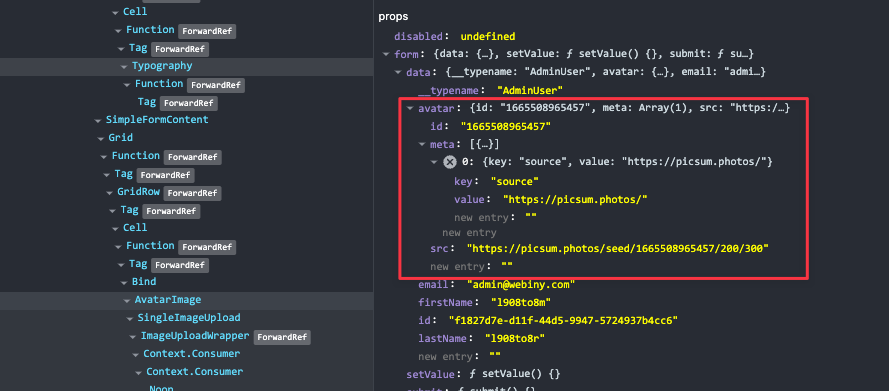 ForwardRef
Cell
Function ForwardRef
Tag ForwardRef
Typography
Function ForwardRef
Tag ForwardRef
SimpleFormContent
Grid
Function ForwardRef
Tag ForwardRef
GridRow ForwardRef
Tag ForwardRef
Cell
Function ForwardRef
Tag ForwardRef
Bind
AvatarImage
SingleImageUpload
ImageUploadWrapper ForwardRef
Context.Consumer
Context.Consumer
Noop
props
disabled: undefined
form: {data: {…}, setValue: ƒ setValue() {}, submit: ƒ su…}
data: {__typename: "AdminUser", avatar: {…}, email: "admi…}
__typename: "AdminUser"
avatar: {id: "1665508965457", meta: Array(1), src: "https:/…}
id: "1665508965457"
meta: [{…}]
0: {key: "source", value: "https://picsum.photos/"}
key: "source"
value: "https://picsum.photos/"
new entry: ""
new entry
src: "https://picsum.photos/seed/1665508965457/200/300"
new entry: ""
email: "admin@webiny.com"
firstName: "l908to8m"
id: "f1827d7e-d11f-44d5-9947-5724937b4cc6"
lastName: "l908to8r"
new entry: ""
setValue: ƒ setValue() {}
submit: ƒ submit() {}